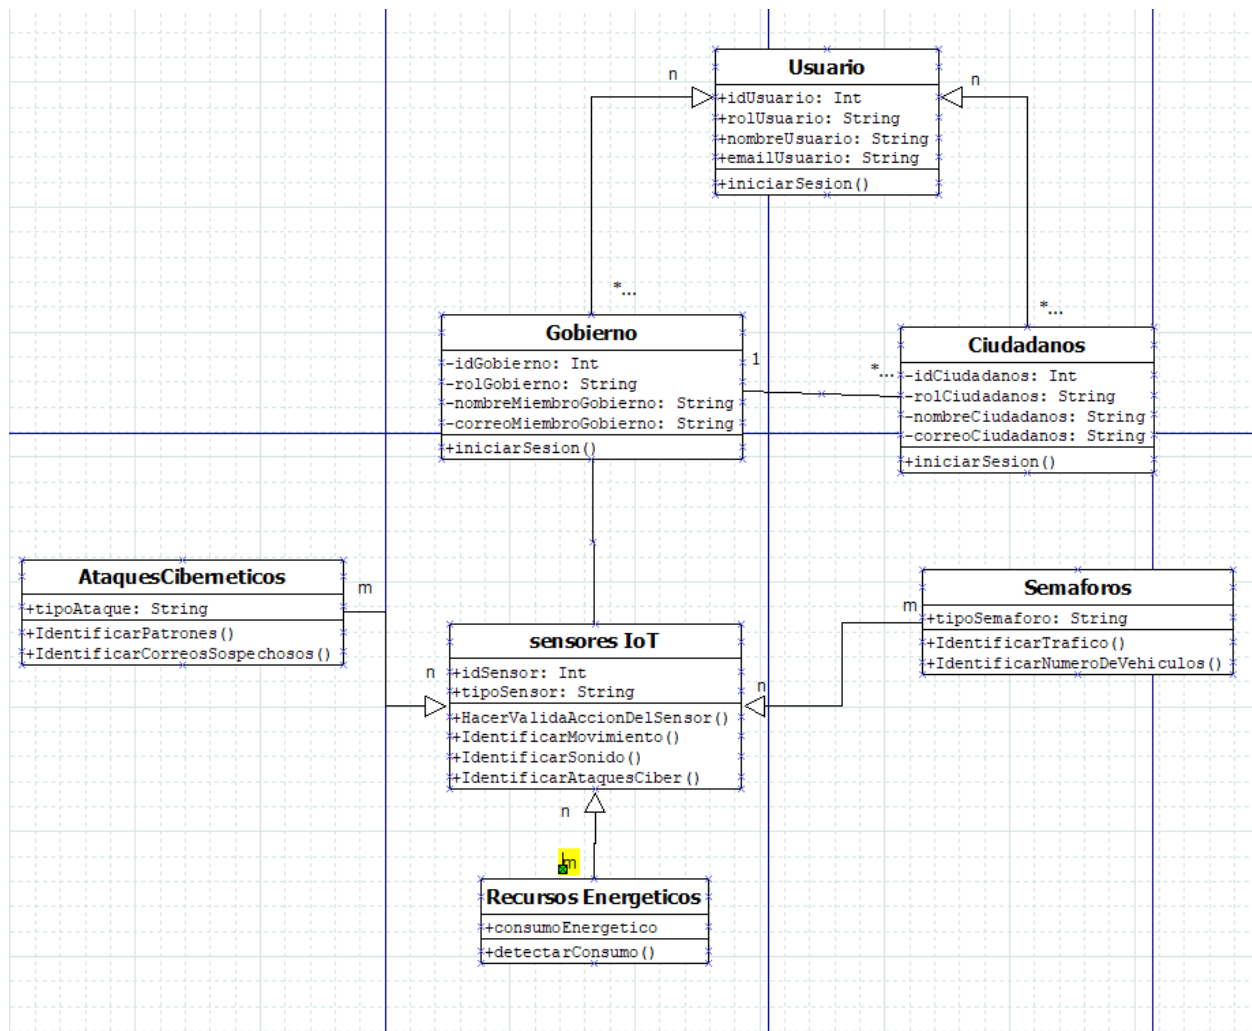 Usuario
+idUsuario: Int
+rolUsuario: String
+nombreUsuario: String
+emailUsuario: String
+iniciarSesion()
n
n
*...
*...
Gobierno
-idGobierno: Int
-rolGobierno: String
-nombreMiembroGobierno: String
-correoMiembroGobierno: String
+iniciarSesion()
1
*...
Ciudadanos
-idCiudadanos: Int
-rolCiudadanos: String
-nombreCiudadanos: String
-correoCiudadanos: String
+iniciarSesion()
AtaquesCiberneticos
+tipoAtaque: String
+IdentificarPatrones()
+IdentificarCorreosSospechosos()
m
n
sensores IoT
+idSensor: Int
+tipoSensor: String
+HacerValidaAccionDelSensor()
+IdentificarMovimiento()
+IdentificarSonido()
+IdentificarAtaquesCiber()
n
m
Semaforos
+tipoSemaforo: String
+IdentificarTrafico()
+IdentificarNumeroDeVehiculos()
n
m
Recursos Energeticos
+consumoEnergetico
+detectarConsumo()